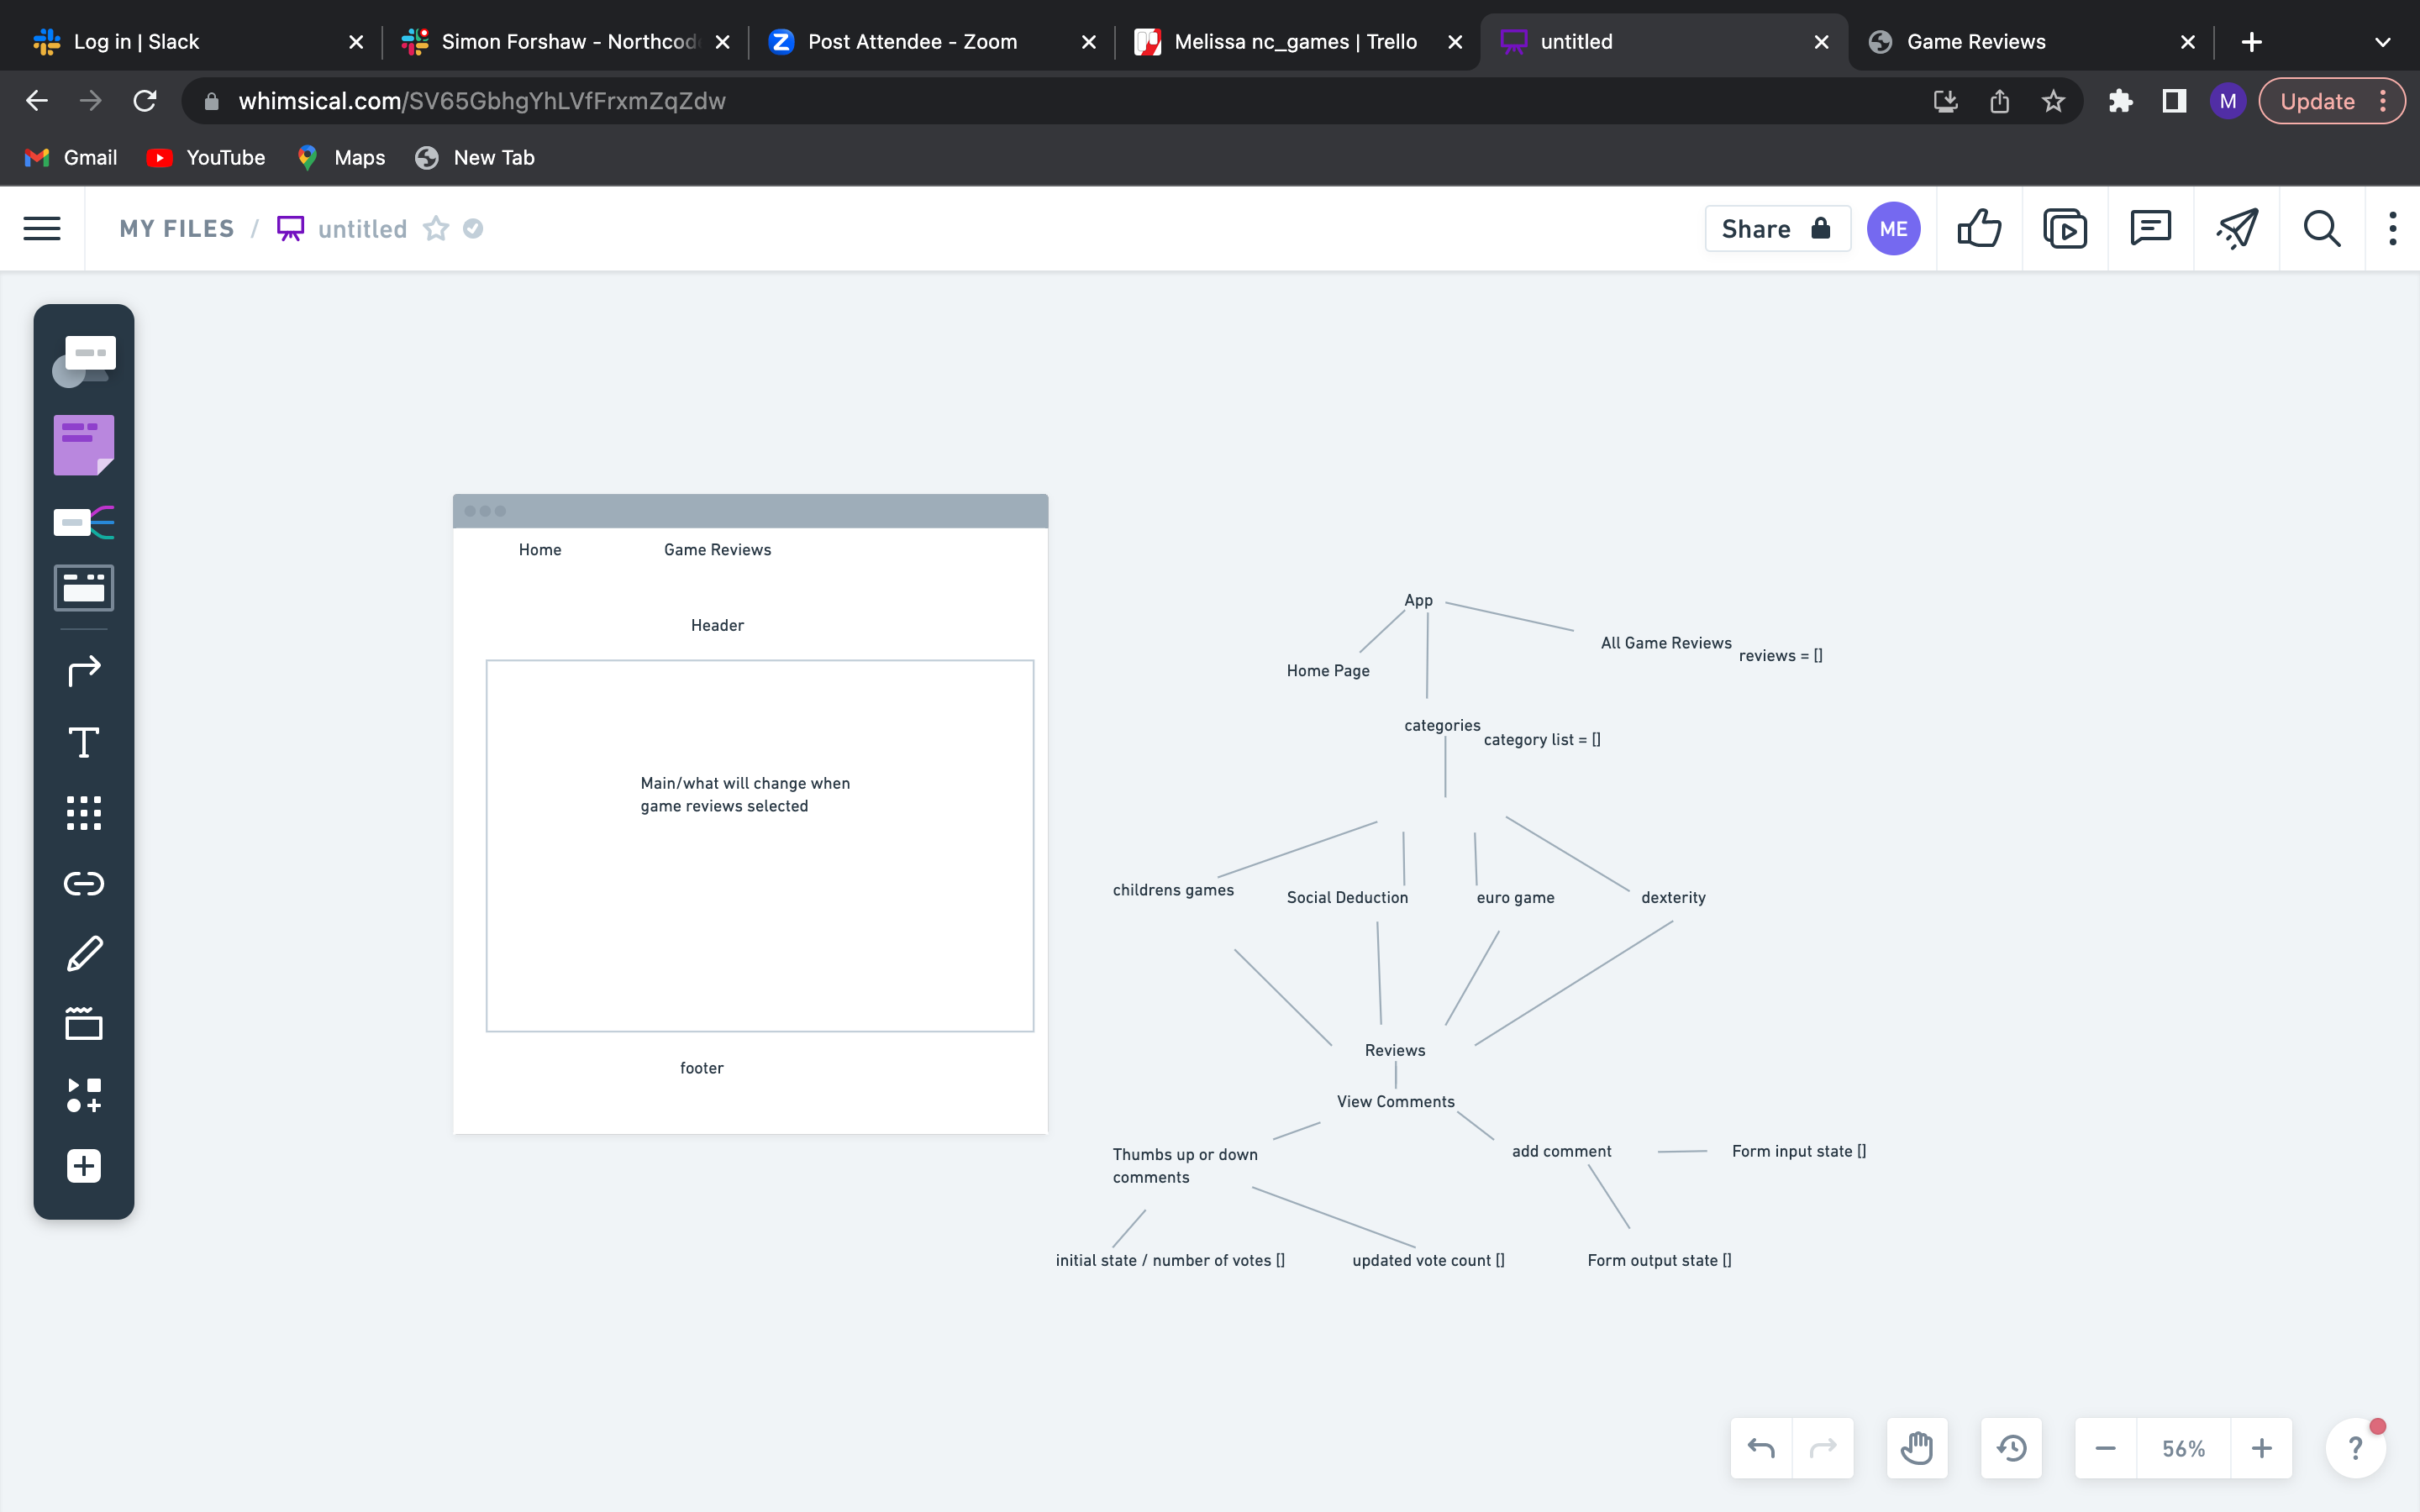 Log in | Slack
Simon Forshaw - Northcod
Post Attendee - Zoom
Melissa nc_games | Trello
untitled
Game Reviews
whimsical.com/SV65GbhgYhLVfFrxmZqZdw
M
Update
Gmail
YouTube
Maps
New Tab
MY FILES / untitled
Share
ME
Home
Game Reviews
Header
Main/what will change when
game reviews selected
footer
App
All Game Reviews
reviews = []
Home Page
categories
category list = []
childrens games
Social Deduction
euro game
dexterity
Reviews
View Comments
Thumbs up or down
comments
add comment
Form input state []
initial state / number of votes []
updated vote count []
Form output state []
56%
?